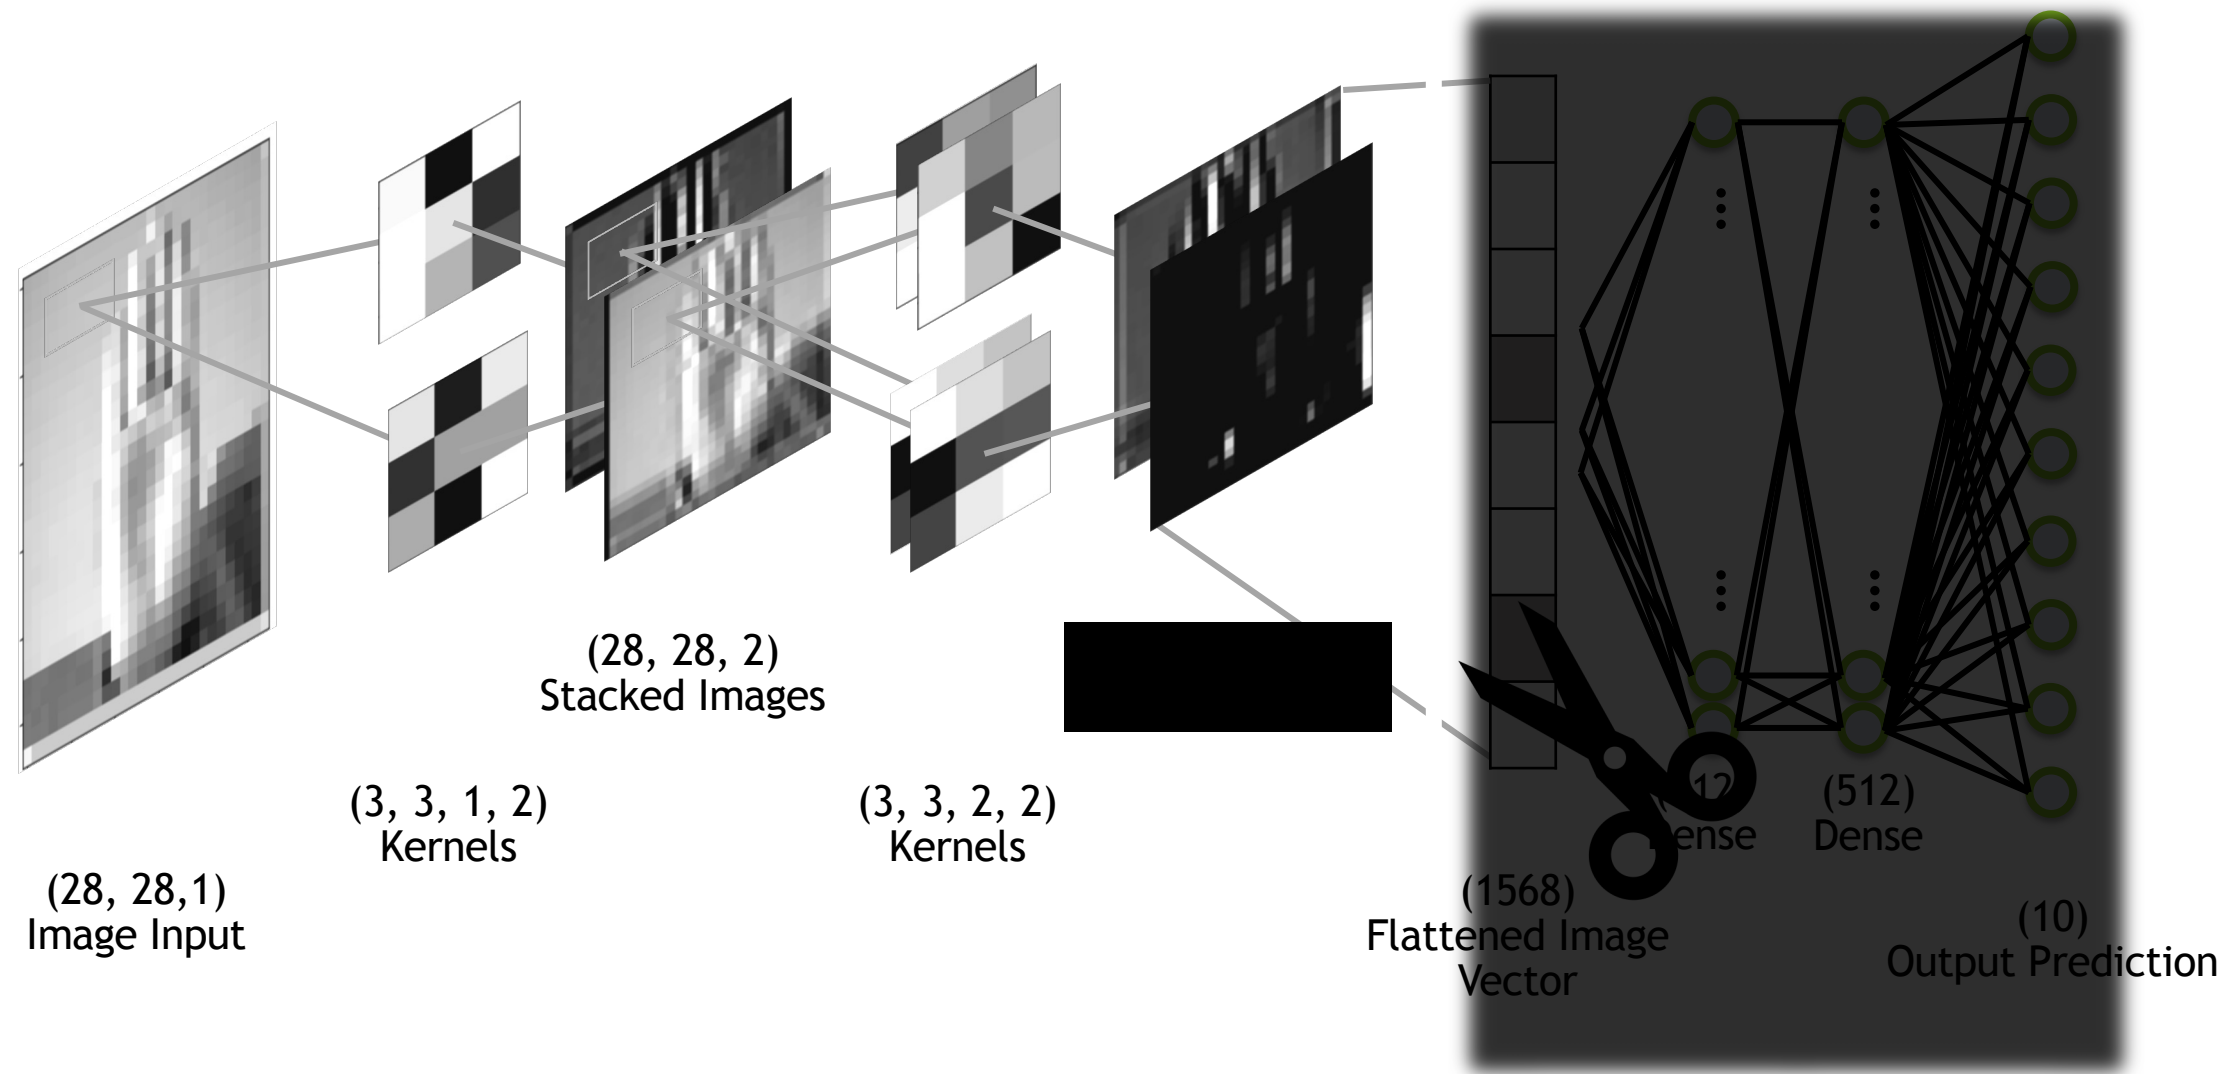 (28, 28, 2)
Stacked Images
(3, 3, 1, 2)
Kernels
(3, 3, 2, 2)
Kernels
(28, 28,1)
Image Input
(512)
Dense
(1568)
Flattened Image
Vector
(10)
Output Prediction